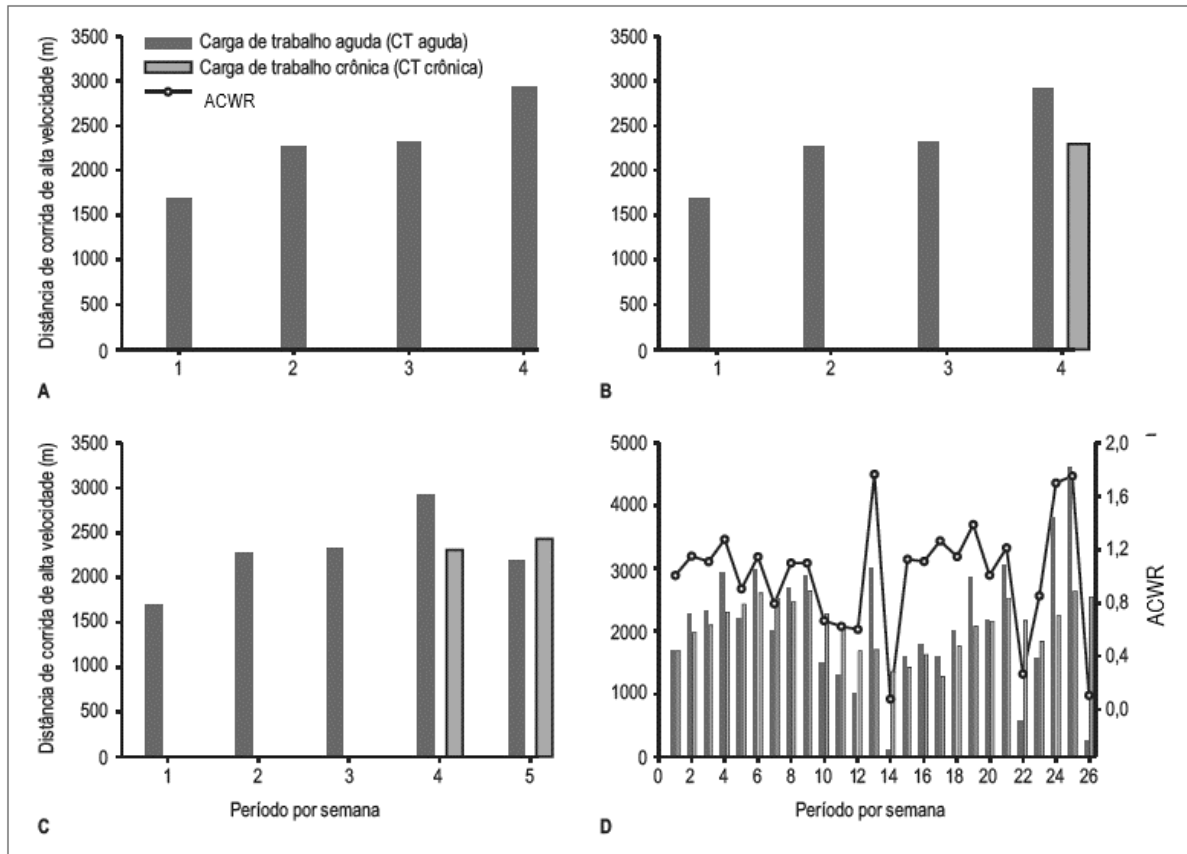 Distância de corrida de alta velocidade (m)
3500
3000
2500
2000
1500
1000
500
0
Carga de trabalho aguda (CT aguda)
Carga de trabalho crônica (CT crônica)
ACWR
1 2 3 4
A
3500
3000
2500
2000
1500
1000
500
0
1 2 3 4
B
Distância de corrida de alta velocidade (m)
3500
3000
2500
2000
1500
1000
500
0
1 2 3 4 5
Período por semana
C
5000
4000
3000
2000
1000
0
2,0
1,6
1,2
0,8
0,4
0,0
ACWR
0 2 4 6 8 10 12 14 16 18 20 22 24 26
Período por semana
D